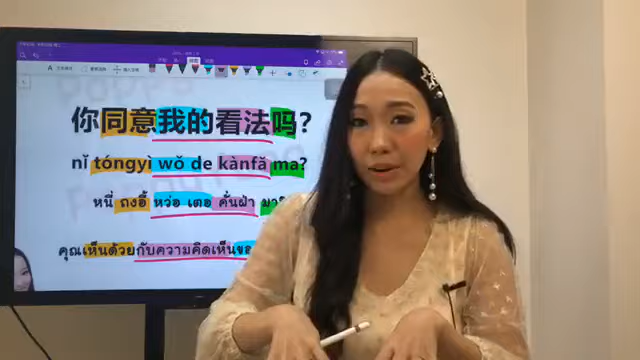 你同意我的看法吗?
nǐ tóngyì wǒ de kànfǎ ma?
หนี่ ถงอี้ หว่อ เตอ คั่นฝ่า
คุณเห็นด้วยกับความคิดเห็น